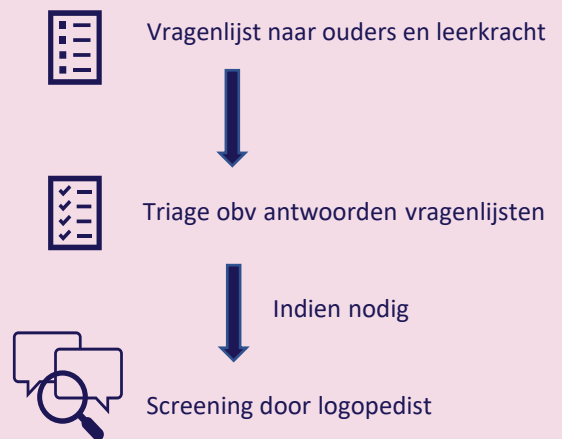 Vragenlijst naar ouders en leerkracht
Triage obv antwoorden vragenlijsten
Indien nodig
Screening door logopedist